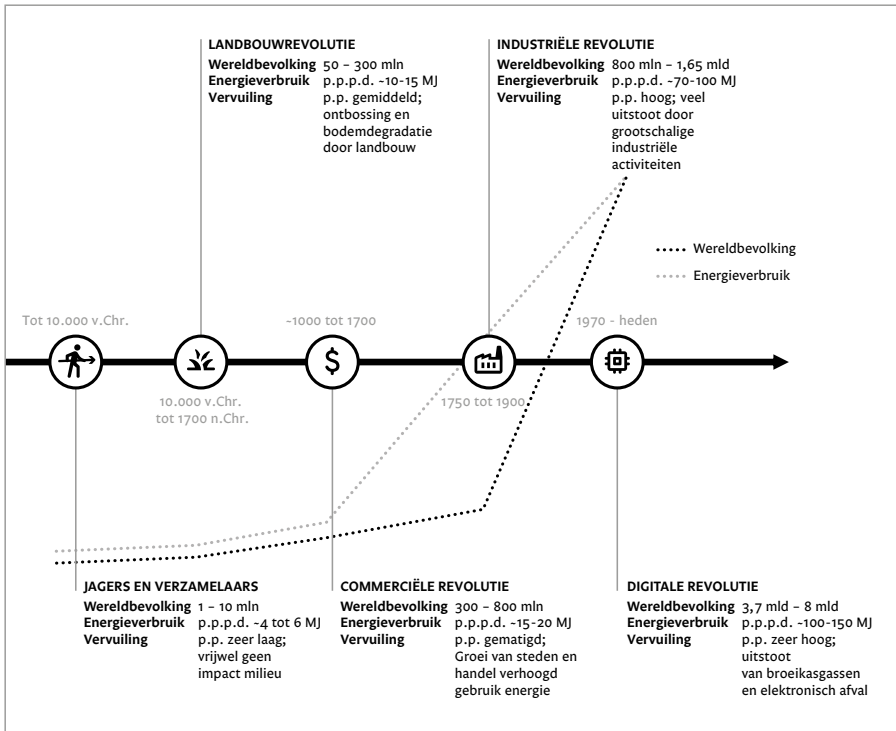 LANDBOUWREVOLUTIE
Wereldbevolking 50 – 300 mln
Energieverbruik p.p.p.d. ~10-15 MJ
Vervuiling p.p. gemiddeld;
ontbossing en
bodemdegradatie
door landbouw
INDUSTRIËLE REVOLUTIE
Wereldbevolking 800 mln – 1,65 mld
Energieverbruik p.p.p.d. ~70-100 MJ
Vervuiling p.p. hoog; veel
uitstoot door
grootschalige
industriële
activiteiten
Wereldbevolking
Energieverbruik
Tot 10.000 v.Chr.
~1000 tot 1700
1970 - heden
$
10.000 v.Chr.
tot 1700 n.Chr.
1750 tot 1900
JAGERS EN VERZAMELAARS
Wereldbevolking 1 – 10 mln
Energieverbruik p.p.p.d. ~4 tot 6 MJ
Vervuiling p.p. zeer laag;
vrijwel geen
impact milieu
COMMERCIËLE REVOLUTIE
Wereldbevolking 300 – 800 mln
Energieverbruik p.p.p.d. ~15-20 MJ
Vervuiling p.p. gematigd;
Groei van steden en
handel verhoogd
gebruik energie
DIGITALE REVOLUTIE
Wereldbevolking 3,7 mld – 8 mld
Energieverbruik p.p.p.d. ~100-150 MJ
Vervuiling p.p. zeer hoog;
uitstoot
van broeikasgassen
en elektronisch afval